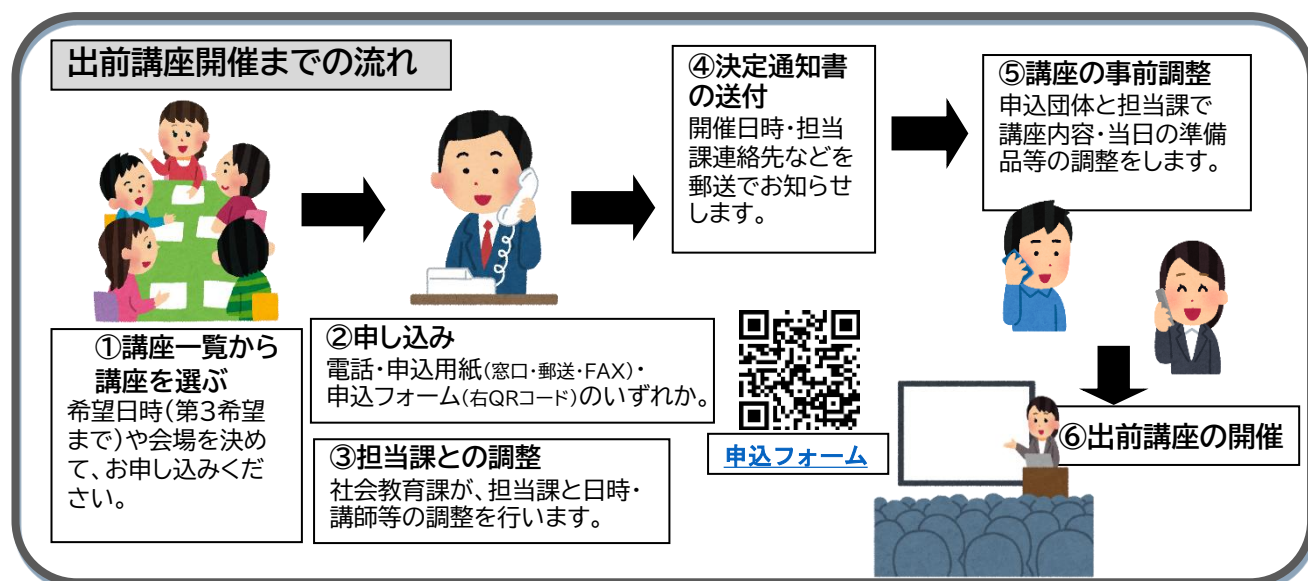 出前講座開催までの流れ
①講座一覧から
講座を選ぶ
希望日時(第3希望
まで)や会場を決め
て、お申し込みくだ
さい。
②申し込み
電話・申込用紙(窓口・郵送・FAX)・
申込フォーム(右QRコード)のいずれか。
③担当課との調整
社会教育課が、担当課と日時・
講師等の調整を行います。
申込フォーム
④決定通知書
の送付
開催日時・担当
課連絡先などを
郵送でお知らせ
します。
⑤講座の事前調整
申込団体と担当課で
講座内容・当日の準備
品等の調整をします。
⑥出前講座の開催